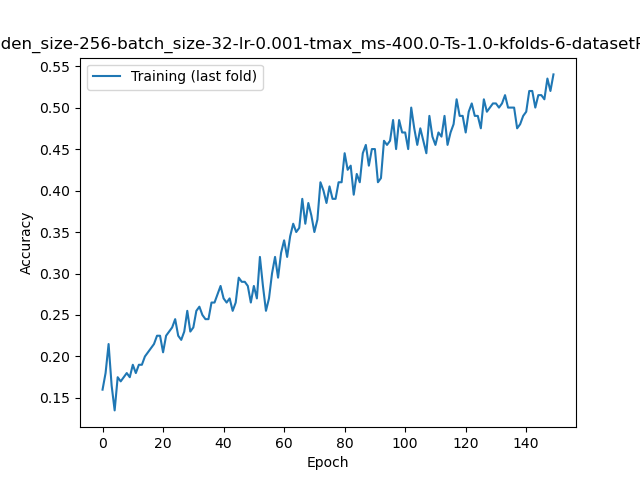 den_size-256-batch_size-32-lr-0.001-tmax_ms-400.0-Ts-1.0-kfolds-6-datasetF
Training (last fold)
0.55
0.50
0.45
0.40
0.35
0.30
0.25
0.20
0.15
Accuracy
0 20 40 60 80 100 120 140
Epoch